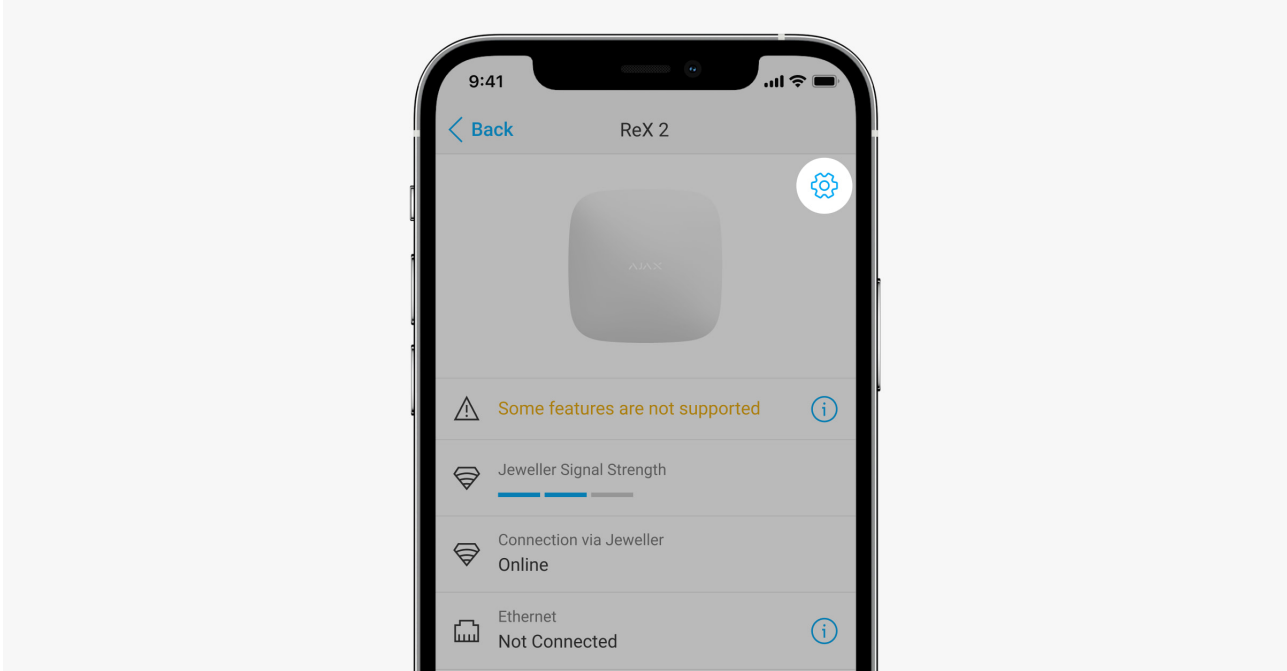 9:41
Back
ReX 2
AJAX
Some features are not supported
Jeweller Signal Strength
Connection via Jeweller
Online
Ethernet
Not Connected